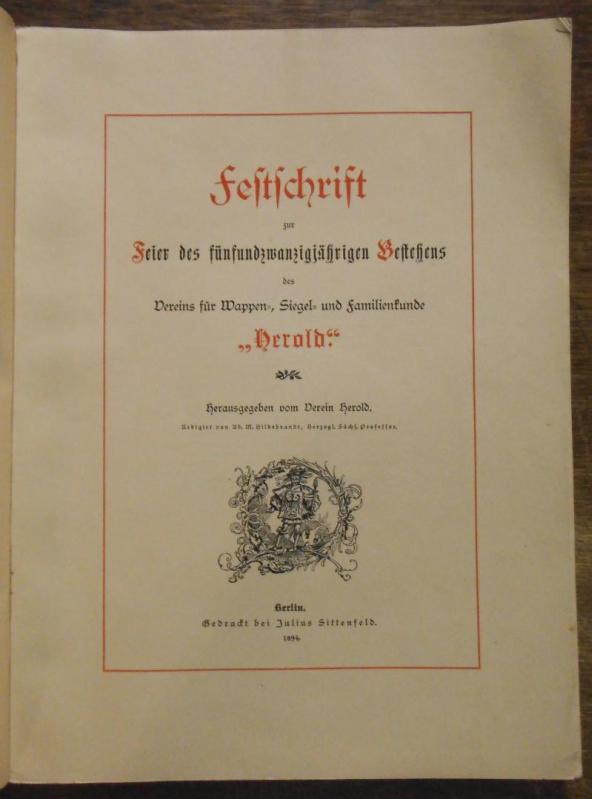 Festschrift
zur
Feier des fünfundzwanzigjährigen Bestehens
des
Vereins für Wappen-, Siegel- und Familienkunde
„Herold“.
Herausgegeben vom Verein Herold.
Redigirt von Ad. M. Hildebrandt, Herzogl. Sächs. Professor.
Berlin.
Gedruckt bei Julius Sittenfeld.
1894.